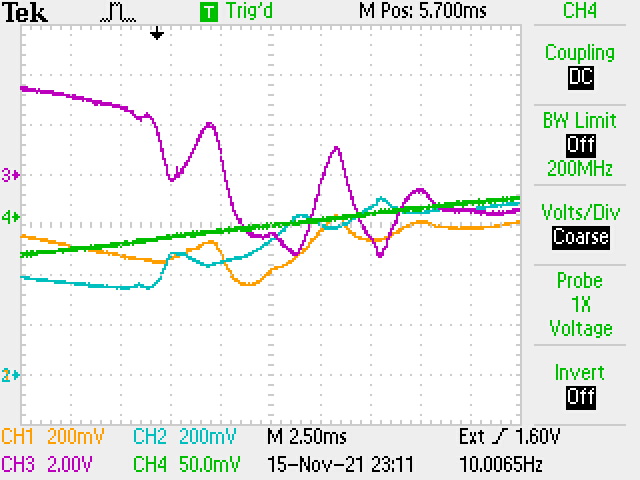 Tek Trig'd M Pos: 5.700ms CH4
T
Coupling
DC
BW Limit
Off
200MHz
3
4
Volts/Div
Coarse
Probe
1X
Voltage
2
Invert
Off
CH1 200mV CH2 200mV M 2.50ms Ext 1.60V
CH3 2.00V CH4 50.0mV 15-Nov-21 23:11 10.0065Hz